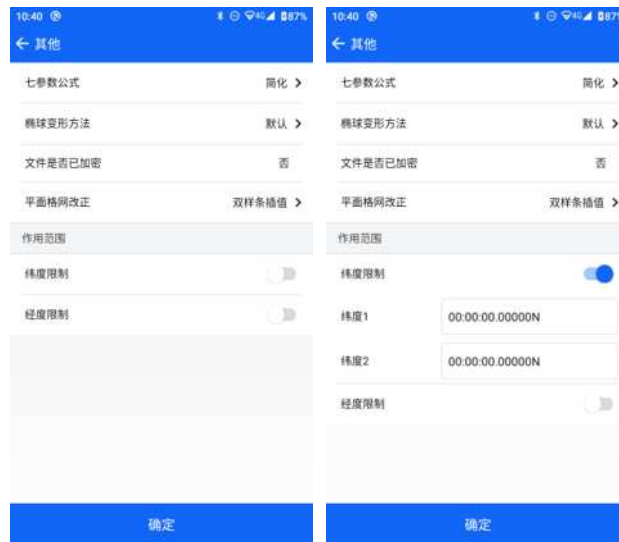 10:40 4G 87%
← 其他
七参数公式 简化 >
椭球变形方法 默认 >
文件是否已加密 否
平面格网改正 双样条插值 >
作用范围
纬度限制
经度限制
确定
10:40 4G 87%
← 其他
七参数公式 简化 >
椭球变形方法 默认 >
文件是否已加密 否
平面格网改正 双样条插值 >
作用范围
纬度限制
纬度1 00:00:00.00000N
纬度2 00:00:00.00000N
经度限制
确定